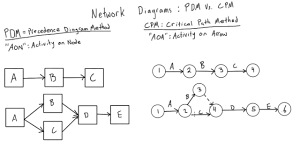 Network Diagrams : PDM vs. CPM
PDM = Precedence Diagram Method
"AON": Activity on Node
CPM: Critical Path Method
"AOA": Activity on Arrow
A B C
A B C D E
1 A 2 B 3 C 4
1 A 2 B 3 C 4 D 5 E 6